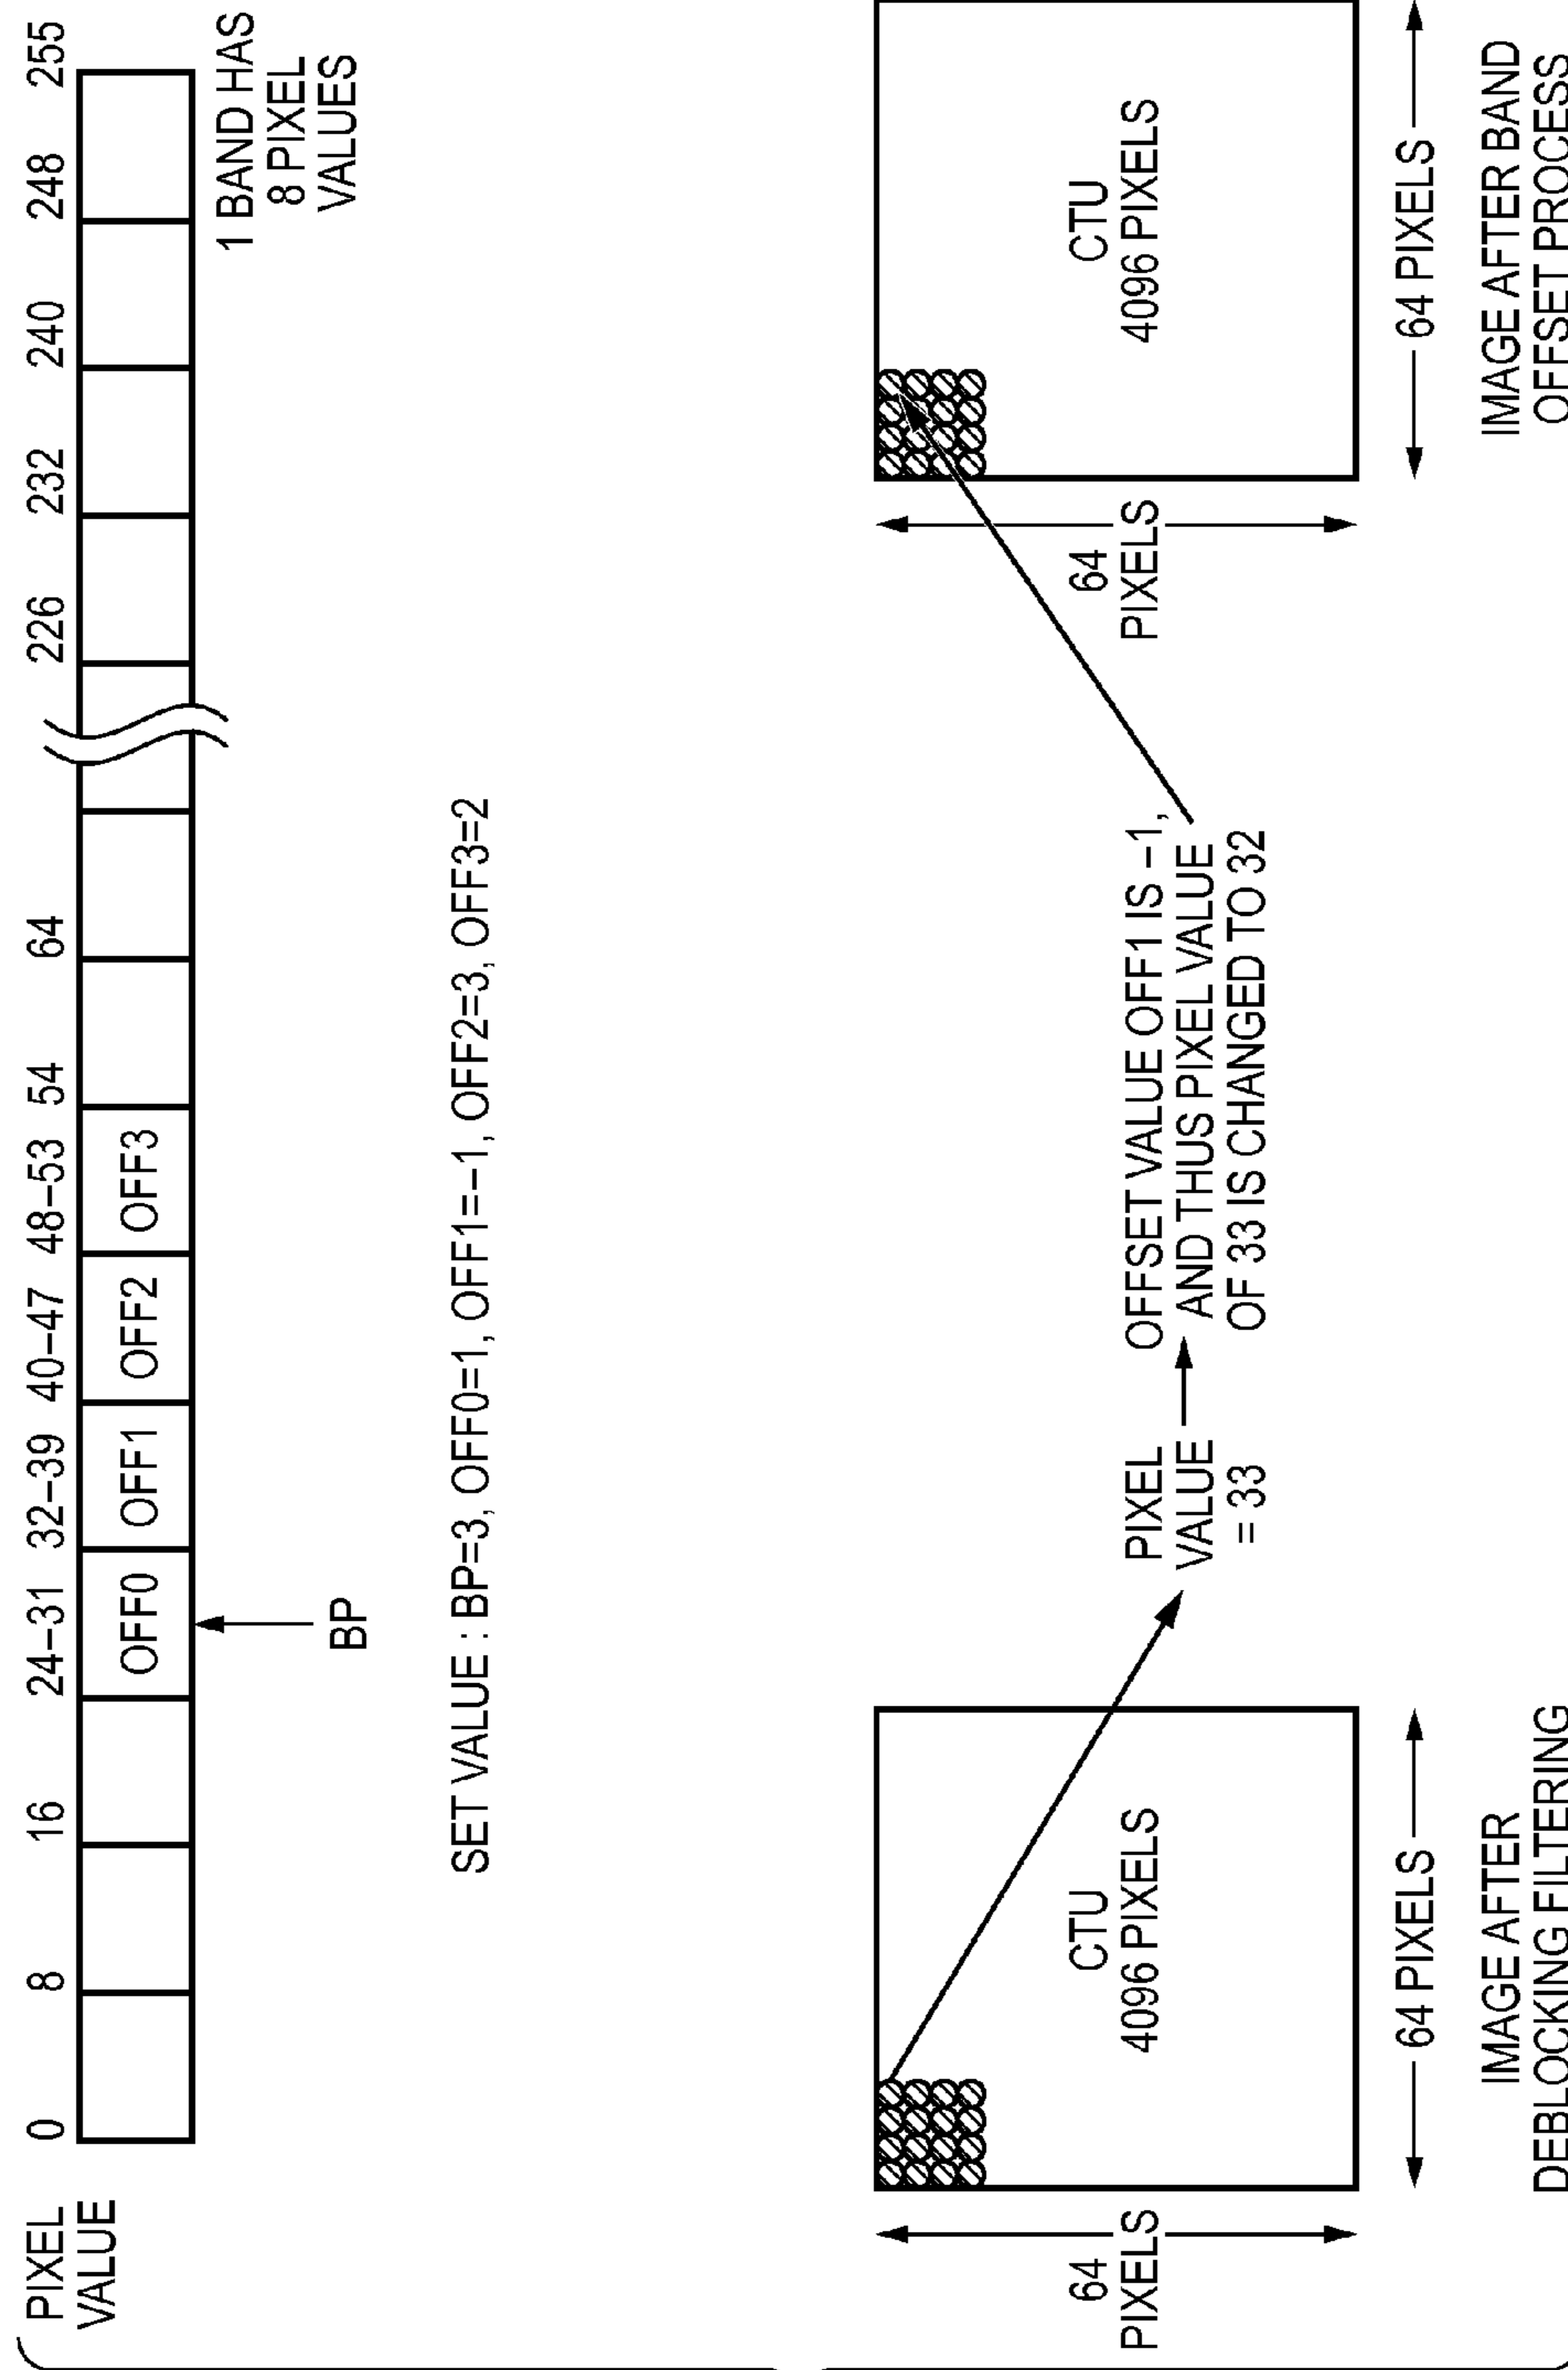 PIXEL
VALUE
0 8 16 24–31 32–39 40–47 48–53 54 64 226 232 240 248 255
OFF0 OFF1 OFF2 OFF3
1 BAND HAS
8 PIXEL
VALUES
BP
SET VALUE : BP=3, OFF0=1, OFF1=–1, OFF2=3, OFF3=2
64
PIXELS
CTU
4096 PIXELS
64 PIXELS
IMAGE AFTER
DEBLOCKING FILTERING
PIXEL
VALUE
= 33
OFFSET VALUE OFF1 IS –1,
AND THUS PIXEL VALUE
OF 33 IS CHANGED TO 32
64
PIXELS
CTU
4096 PIXELS
64 PIXELS
IMAGE AFTER BAND
OFFSET PROCESS